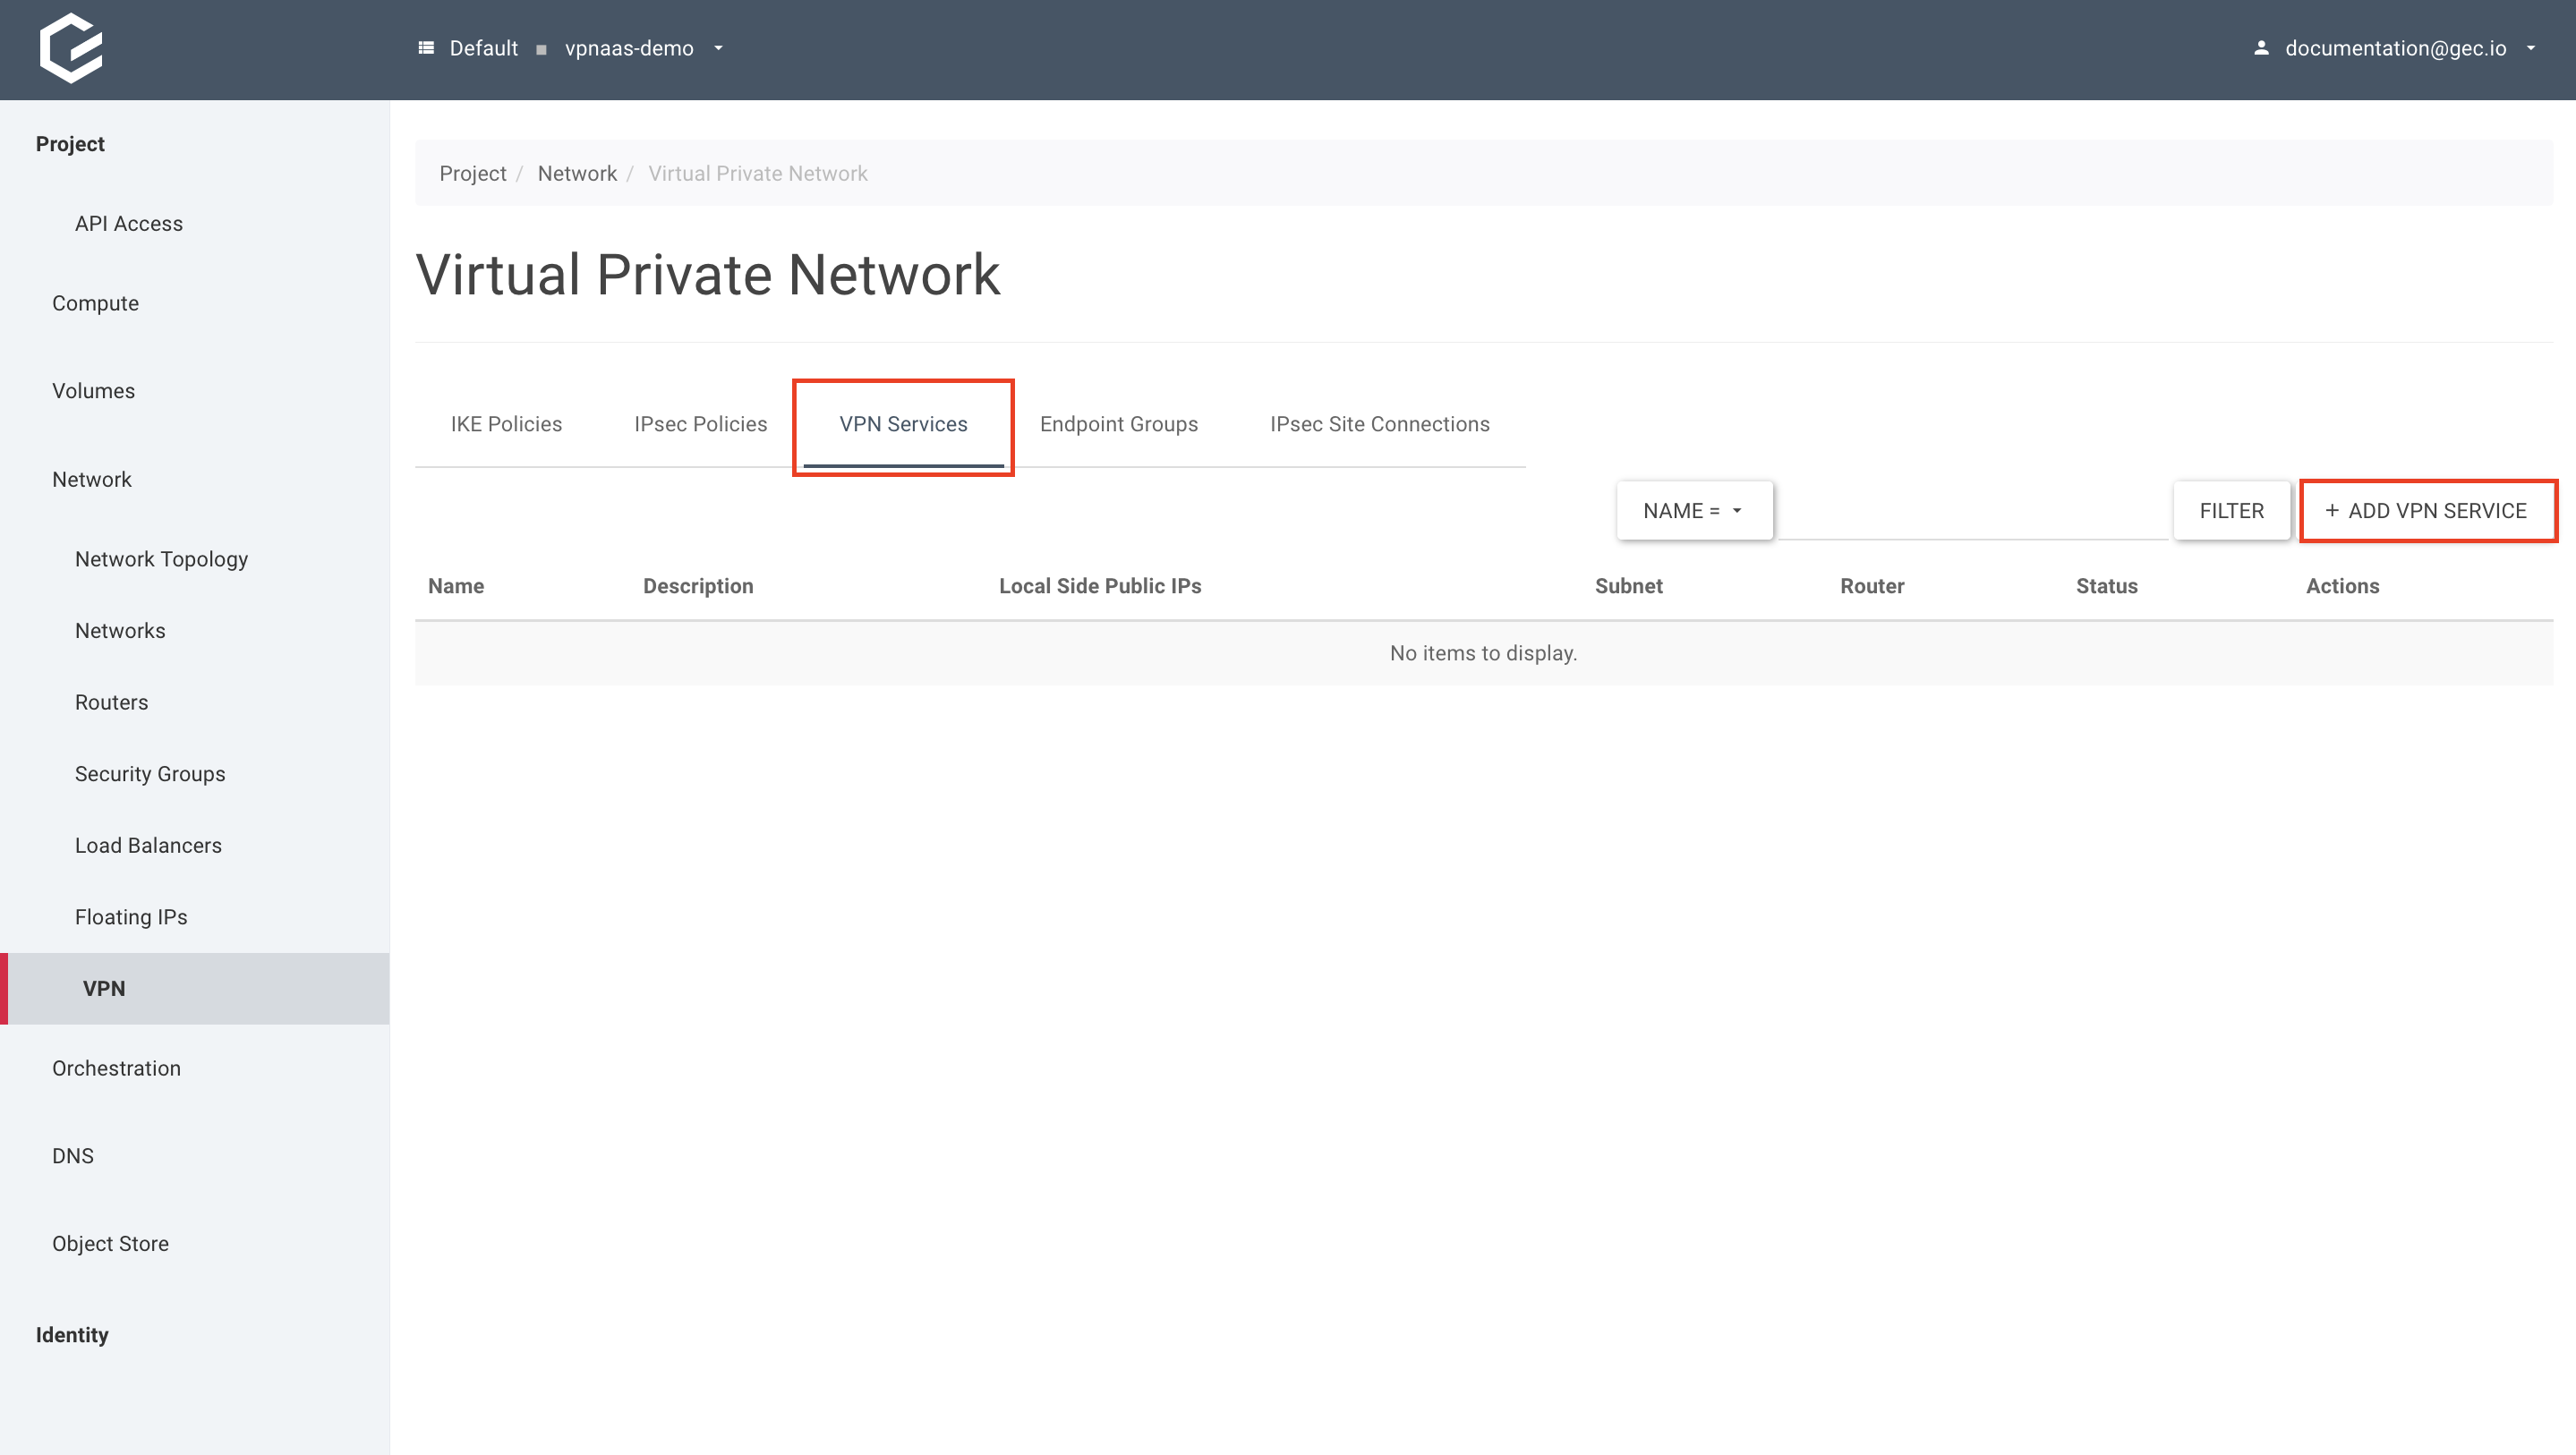 Default vpnaas-demo
documentation@gec.io
Project
API Access
Compute
Volumes
Network
Network Topology
Networks
Routers
Security Groups
Load Balancers
Floating IPs
VPN
Orchestration
DNS
Object Store
Identity
Project / Network / Virtual Private Network
Virtual Private Network
IKE Policies IPsec Policies VPN Services Endpoint Groups IPsec Site Connections
NAME = FILTER + ADD VPN SERVICE
Name Description Local Side Public IPs Subnet Router Status Actions
No items to display.